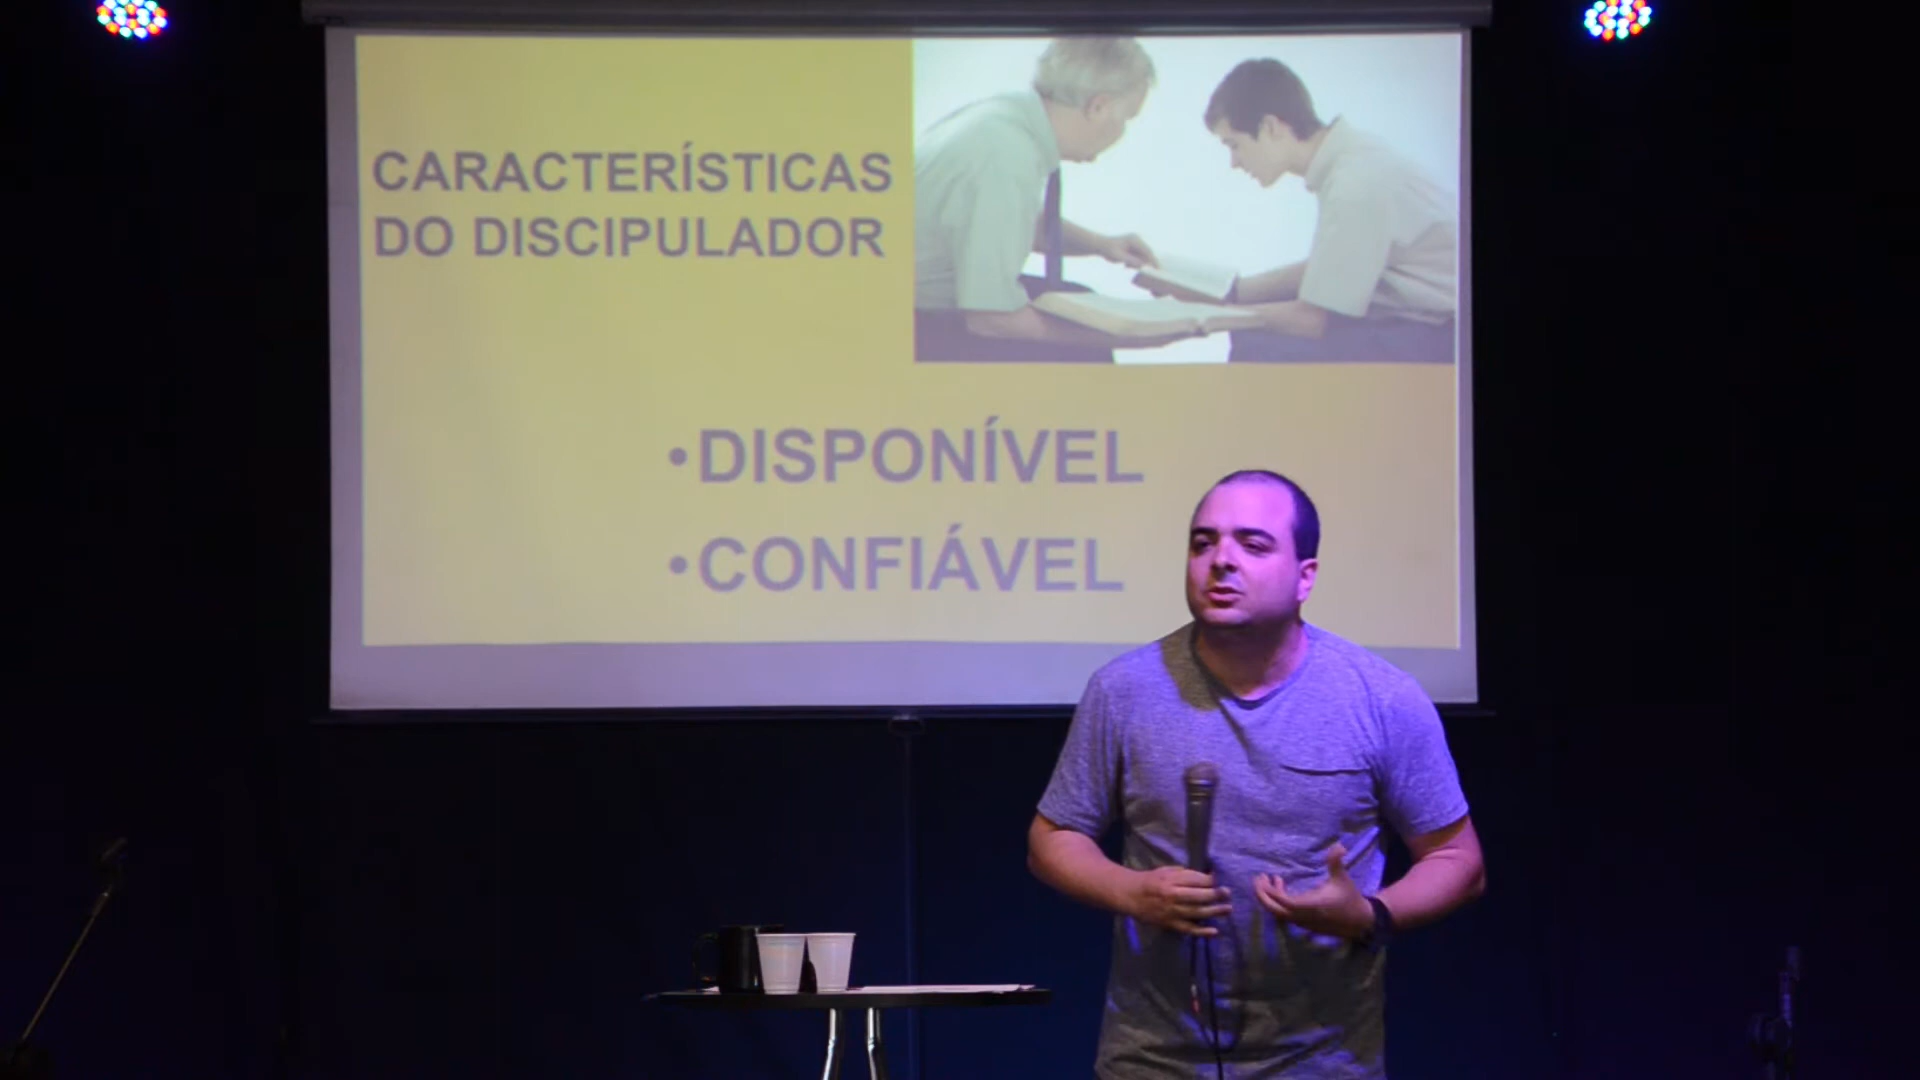 CARACTERÍSTICAS
DO DISCIPULADOR
•DISPONÍVEL
•CONFIÁVEL